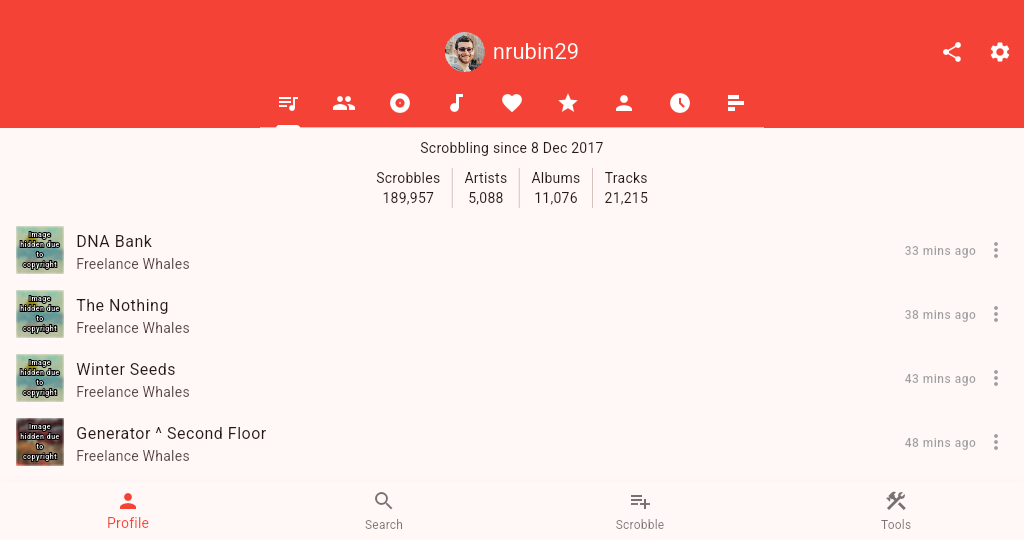 nrubin29
Scrobbling since 8 Dec 2017
Scrobbles Artists Albums Tracks
189,957 5,088 11,076 21,215
Image
hidden due
to
copyright
DNA Bank
Freelance Whales
33 mins ago
Image
hidden due
to
copyright
The Nothing
Freelance Whales
38 mins ago
Image
hidden due
to
copyright
Winter Seeds
Freelance Whales
43 mins ago
Image
hidden due
to
copyright
Generator ^ Second Floor
Freelance Whales
48 mins ago
Profile Search Scrobble Tools